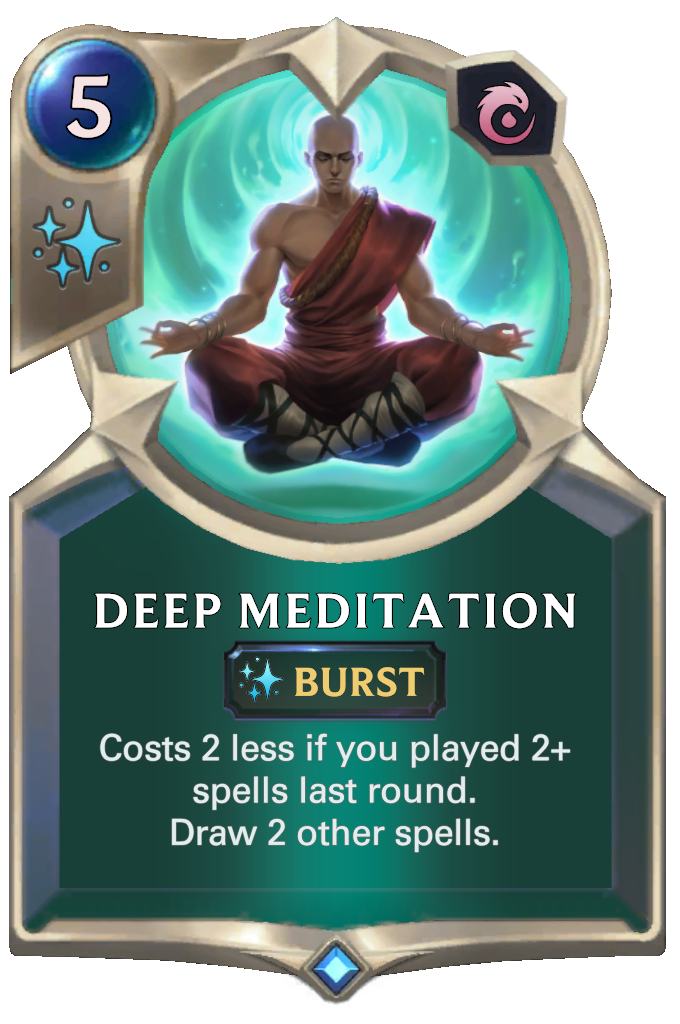 5
DEEP MEDITATION
BURST
Costs 2 less if you played 2+
spells last round.
Draw 2 other spells.